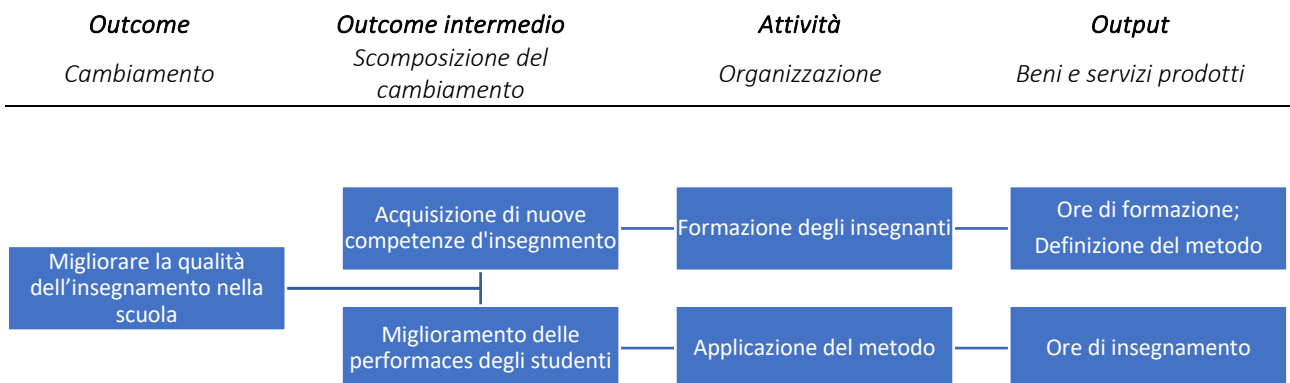 Outcome
Outcome intermedio
Attività
Output
Cambiamento
Scomposizione del
cambiamento
Organizzazione
Beni e servizi prodotti
Migliorare la qualità
dell’insegnamento nella
scuola
Acquisizione di nuove
competenze d'insegnmento
Formazione degli insegnanti
Ore di formazione;
Definizione del metodo
Miglioramento delle
performaces degli studenti
Applicazione del metodo
Ore di insegnamento